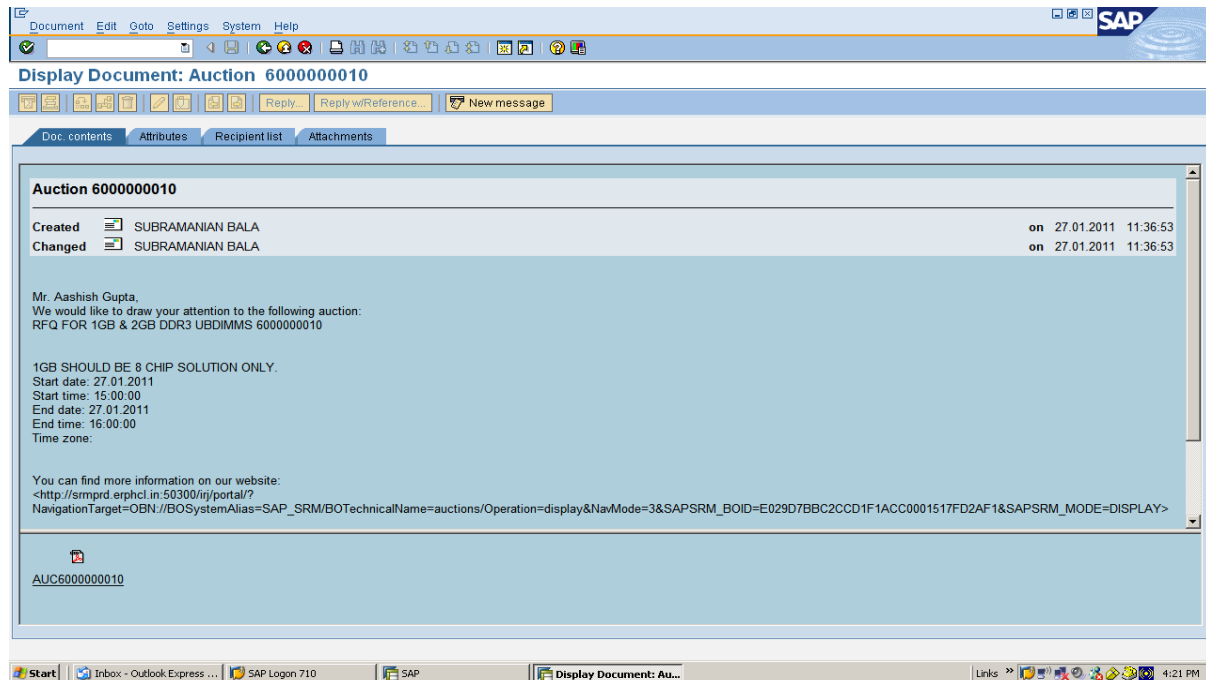 Document Edit Goto Settings System Help
SAP
Display Document: Auction 6000000010
Reply... Reply w/Reference... New message
Doc. contents Attributes Recipient list Attachments
Auction 6000000010
Created SUBRAMANIAN BALA on 27.01.2011 11:36:53
Changed SUBRAMANIAN BALA on 27.01.2011 11:36:53
Mr. Aashish Gupta,
We would like to draw your attention to the following auction:
RFQ FOR 1GB & 2GB DDR3 UBDIMMS 6000000010
1GB SHOULD BE 8 CHIP SOLUTION ONLY.
Start date: 27.01.2011
Start time: 15:00:00
End date: 27.01.2011
End time: 16:00:00
Time zone:
You can find more information on our website:
<http://srmprd.erphcl.in:50300/irj/portal/?
NavigationTarget=OBN://BOSystemAlias=SAP_SRM/BOTechnicalName=auctions/Operation=display&NavMode=3&SAPSRM_BOID=E029D7BBC2CCD1F1ACC0001517FD2AF1&SAPSRM_MODE=DISPLAY>
AUC6000000010
Start Inbox - Outlook Express ... SAP Logon 710 SAP Display Document: Au... Links » 4:21 PM